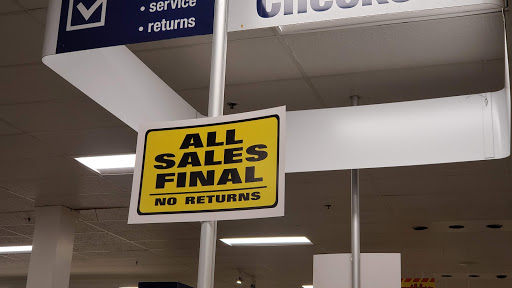 • service
• returns
ALL
SALES
FINAL
NO RETURNS